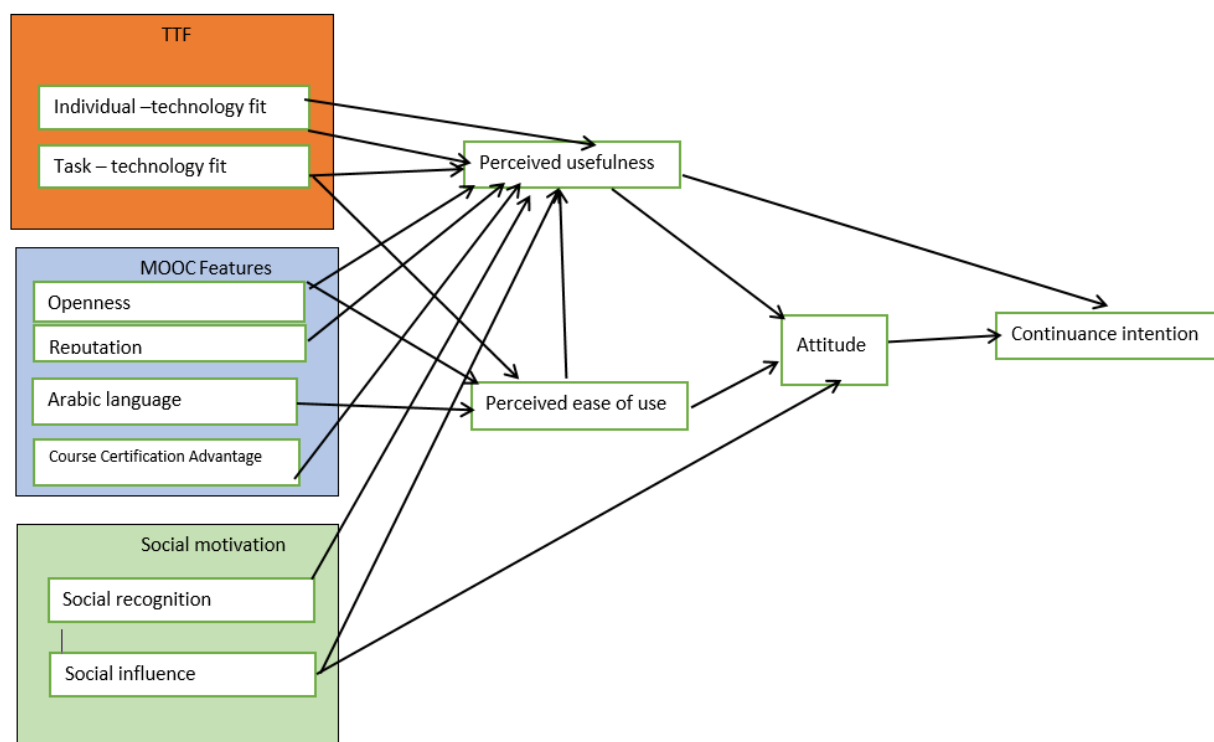 TTF
Individual –technology fit
Task – technology fit
Perceived usefulness
MOOC Features
Openness
Reputation
Arabic language
Course Certification Advantage
Perceived ease of use
Attitude
Continuance intention
Social motivation
Social recognition
Social influence